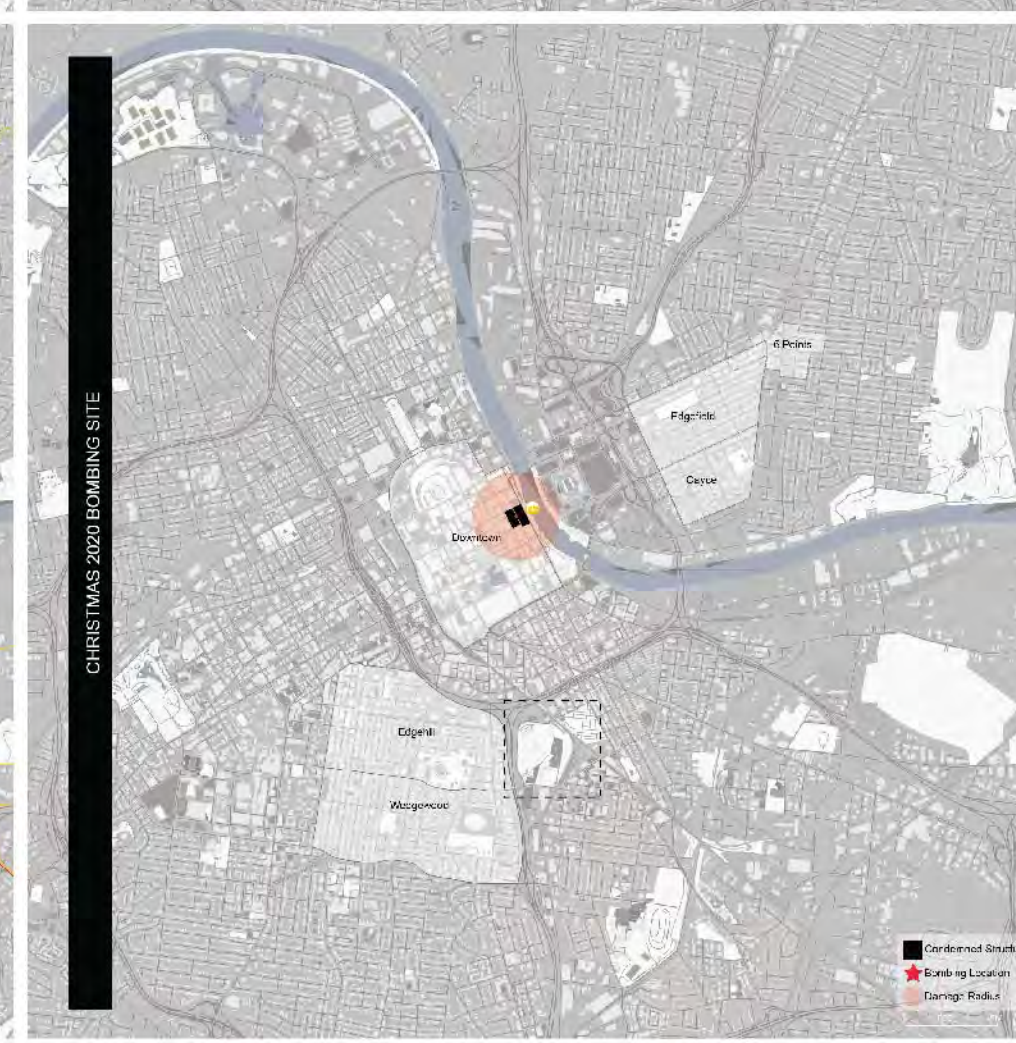 CHRISTMAS 2020 BOMBING SITE
6 Points
Edgefield
Cayce
Downtown
Edgehill
Wedgewood
Condemned Structu
Bombing Location
Damage Radius